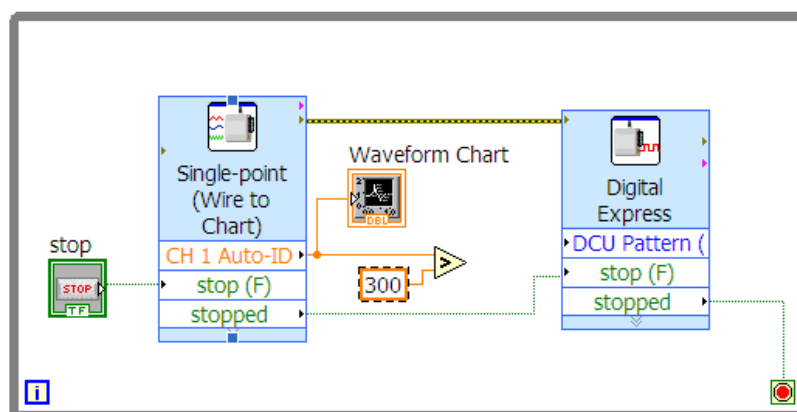 Single-point
(Wire to
Chart)
CH 1 Auto-ID
stop (F)
stopped
stop
STOP
TF
Waveform Chart
DBL
300
>
Digital
Express
DCU Pattern (
stop (F)
stopped
i